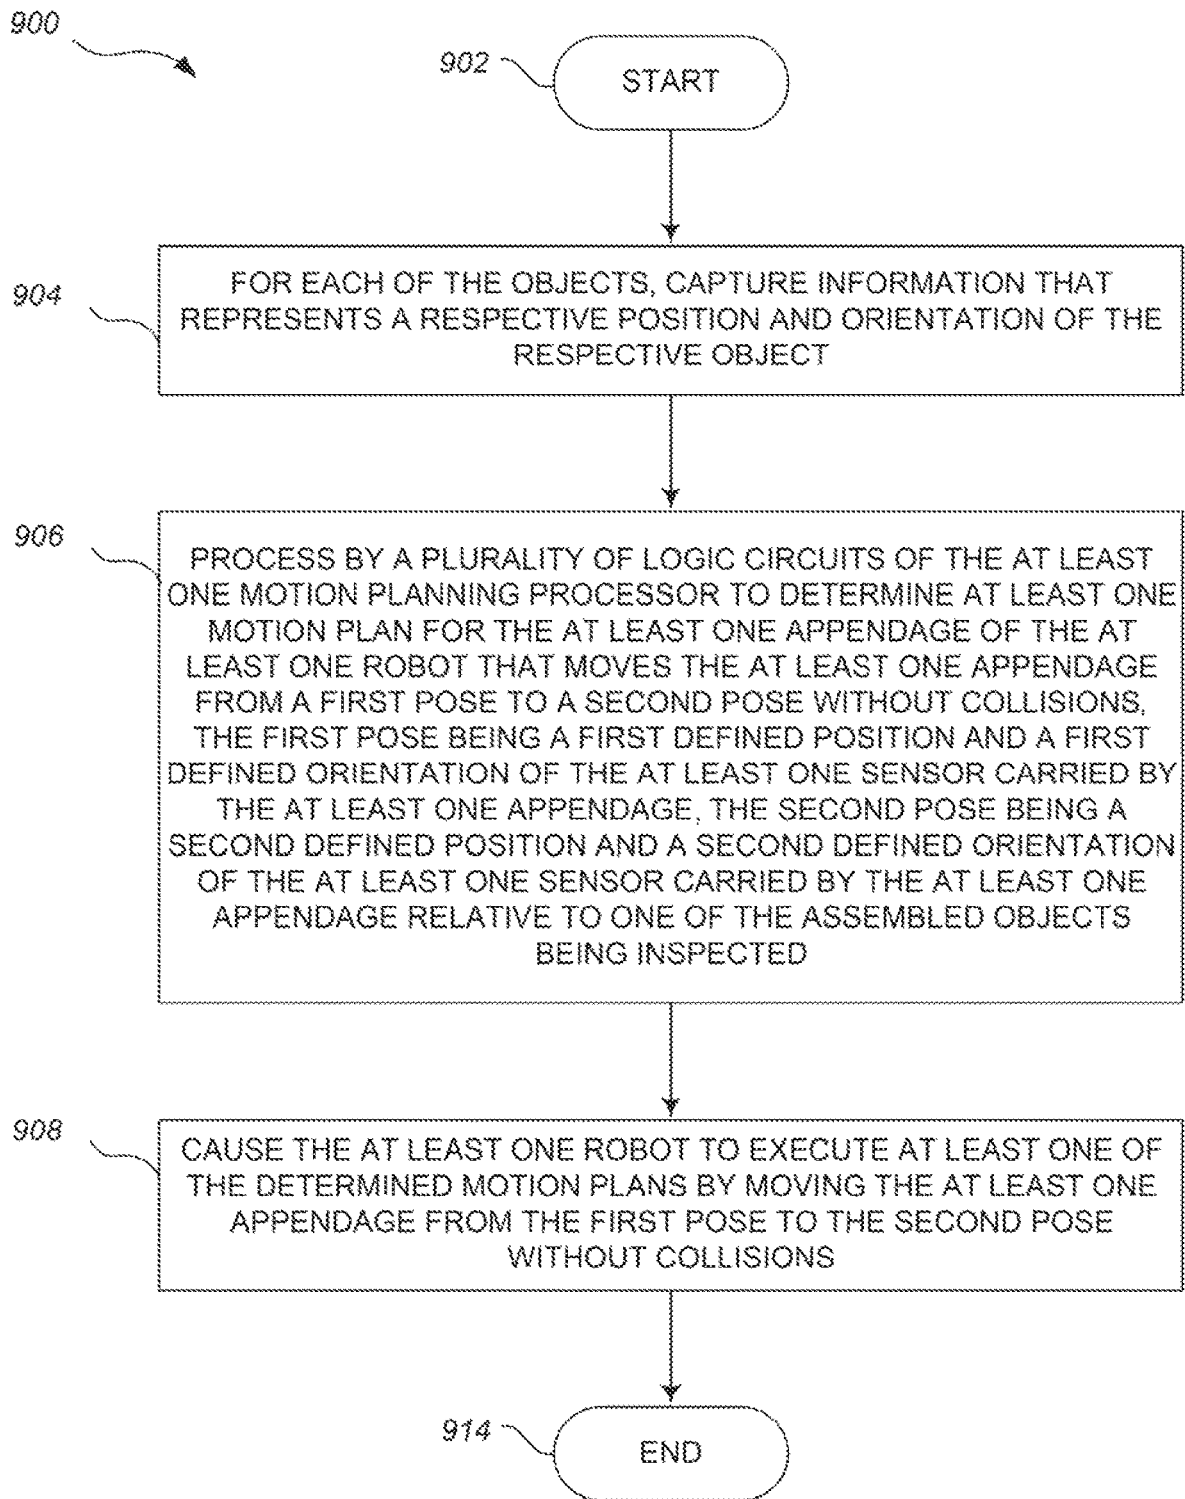 900
902
START
904
FOR EACH OF THE OBJECTS, CAPTURE INFORMATION THAT
REPRESENTS A RESPECTIVE POSITION AND ORIENTATION OF THE
RESPECTIVE OBJECT
906
PROCESS BY A PLURALITY OF LOGIC CIRCUITS OF THE AT LEAST
ONE MOTION PLANNING PROCESSOR TO DETERMINE AT LEAST ONE
MOTION PLAN FOR THE AT LEAST ONE APPENDAGE OF THE AT
LEAST ONE ROBOT THAT MOVES THE AT LEAST ONE APPENDAGE
FROM A FIRST POSE TO A SECOND POSE WITHOUT COLLISIONS,
THE FIRST POSE BEING A FIRST DEFINED POSITION AND A FIRST
DEFINED ORIENTATION OF THE AT LEAST ONE SENSOR CARRIED BY
THE AT LEAST ONE APPENDAGE, THE SECOND POSE BEING A
SECOND DEFINED POSITION AND A SECOND DEFINED ORIENTATION
OF THE AT LEAST ONE SENSOR CARRIED BY THE AT LEAST ONE
APPENDAGE RELATIVE TO ONE OF THE ASSEMBLED OBJECTS
BEING INSPECTED
908
CAUSE THE AT LEAST ONE ROBOT TO EXECUTE AT LEAST ONE OF
THE DETERMINED MOTION PLANS BY MOVING THE AT LEAST ONE
APPENDAGE FROM THE FIRST POSE TO THE SECOND POSE
WITHOUT COLLISIONS
914
END